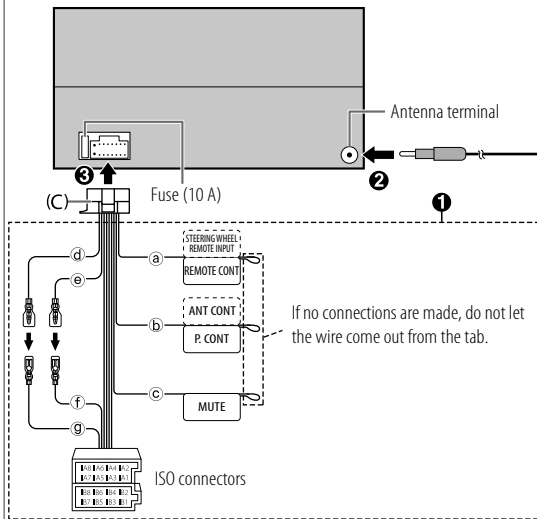 Antenna terminal
❸
❷
(C)
Fuse (10 A)
❶
ⓓ
ⓔ
ⓐ
STEERING WHEEL
REMOTE INPUT
REMOTE CONT
If no connections are made, do not let
the wire come out from the tab.
ⓑ
ANT CONT
P. CONT
ⓒ
MUTE
ⓕ
ⓖ
ISO connectors
A8 A6 A4 A2
A7 A5 A3 A1
B8 B6 B4 B2
B7 B5 B3 B1